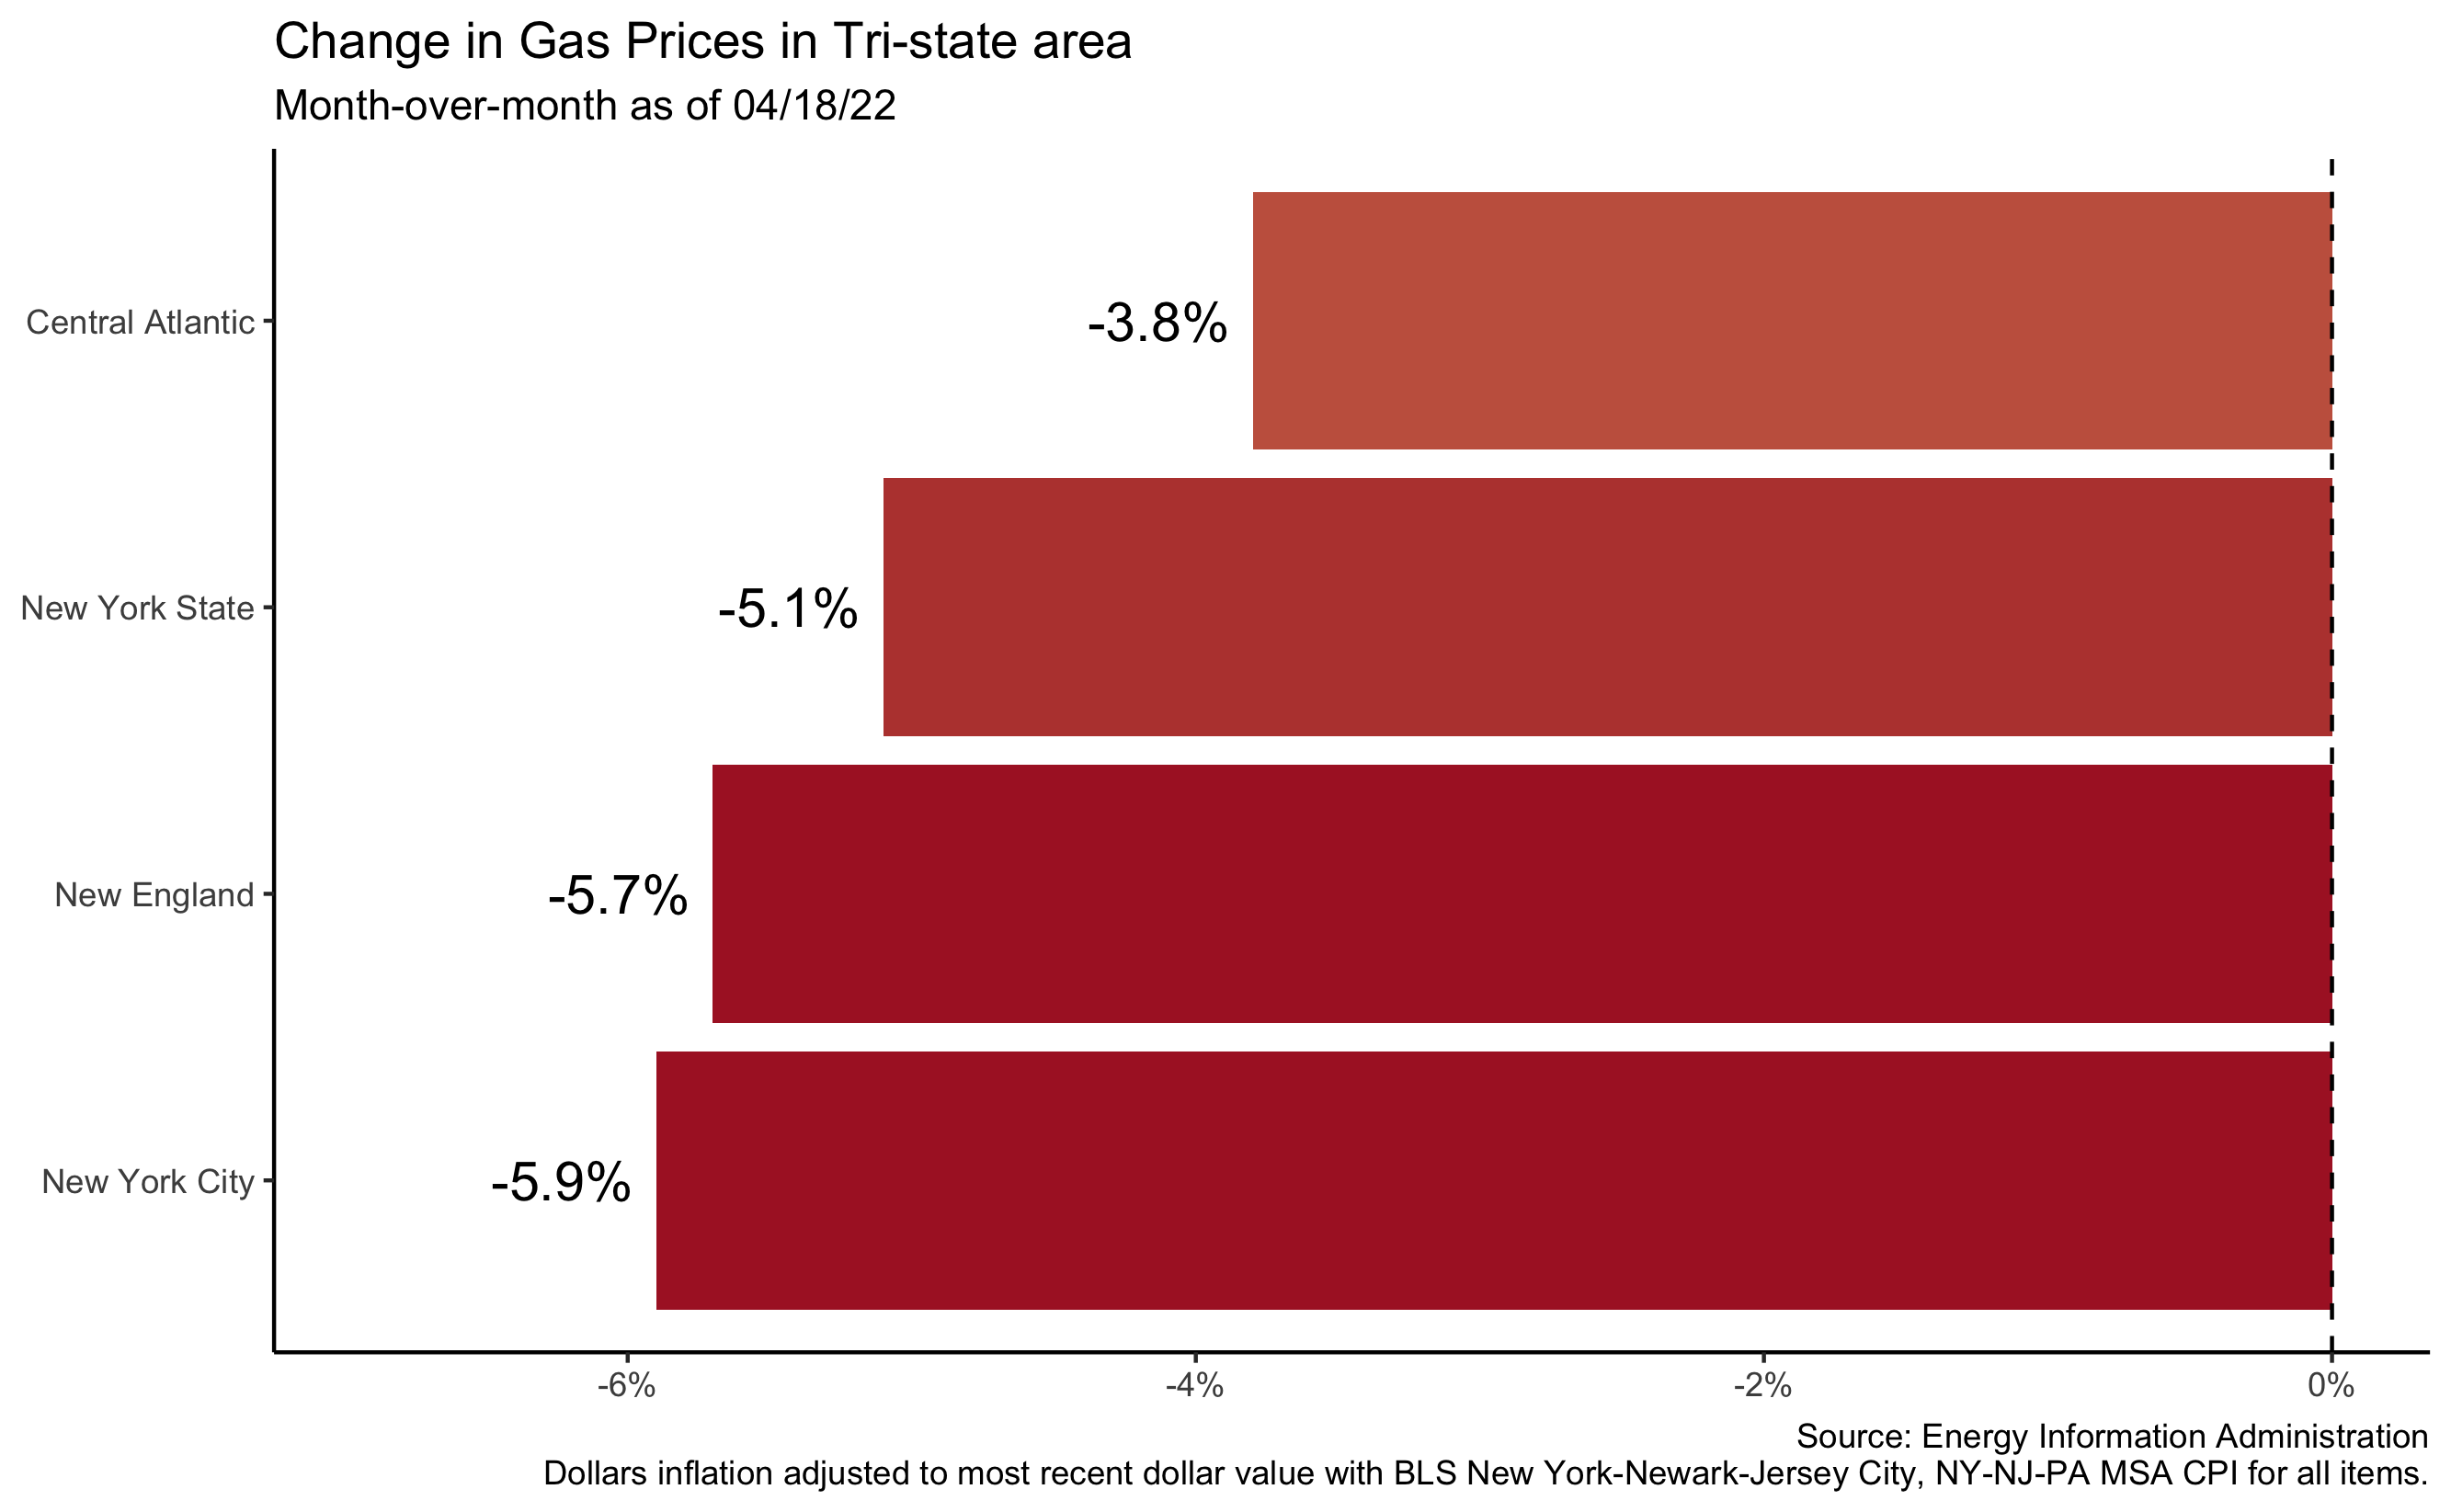 Change in Gas Prices in Tri-state area
Month-over-month as of 04/18/22
Central Atlantic
-3.8%
New York State
-5.1%
New England
-5.7%
New York City
-5.9%
-6%
-4%
-2%
0%
Source: Energy Information Administration
Dollars inflation adjusted to most recent dollar value with BLS New York-Newark-Jersey City, NY-NJ-PA MSA CPI for all items.